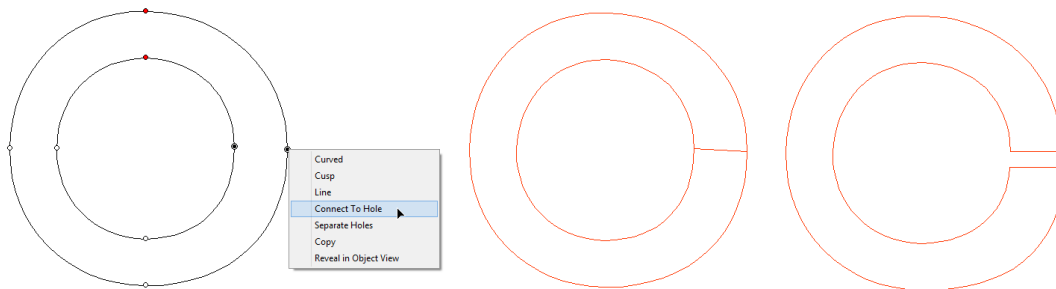 Curved
Cusp
Line
Connect To Hole
Separate Holes
Copy
Reveal in Object View